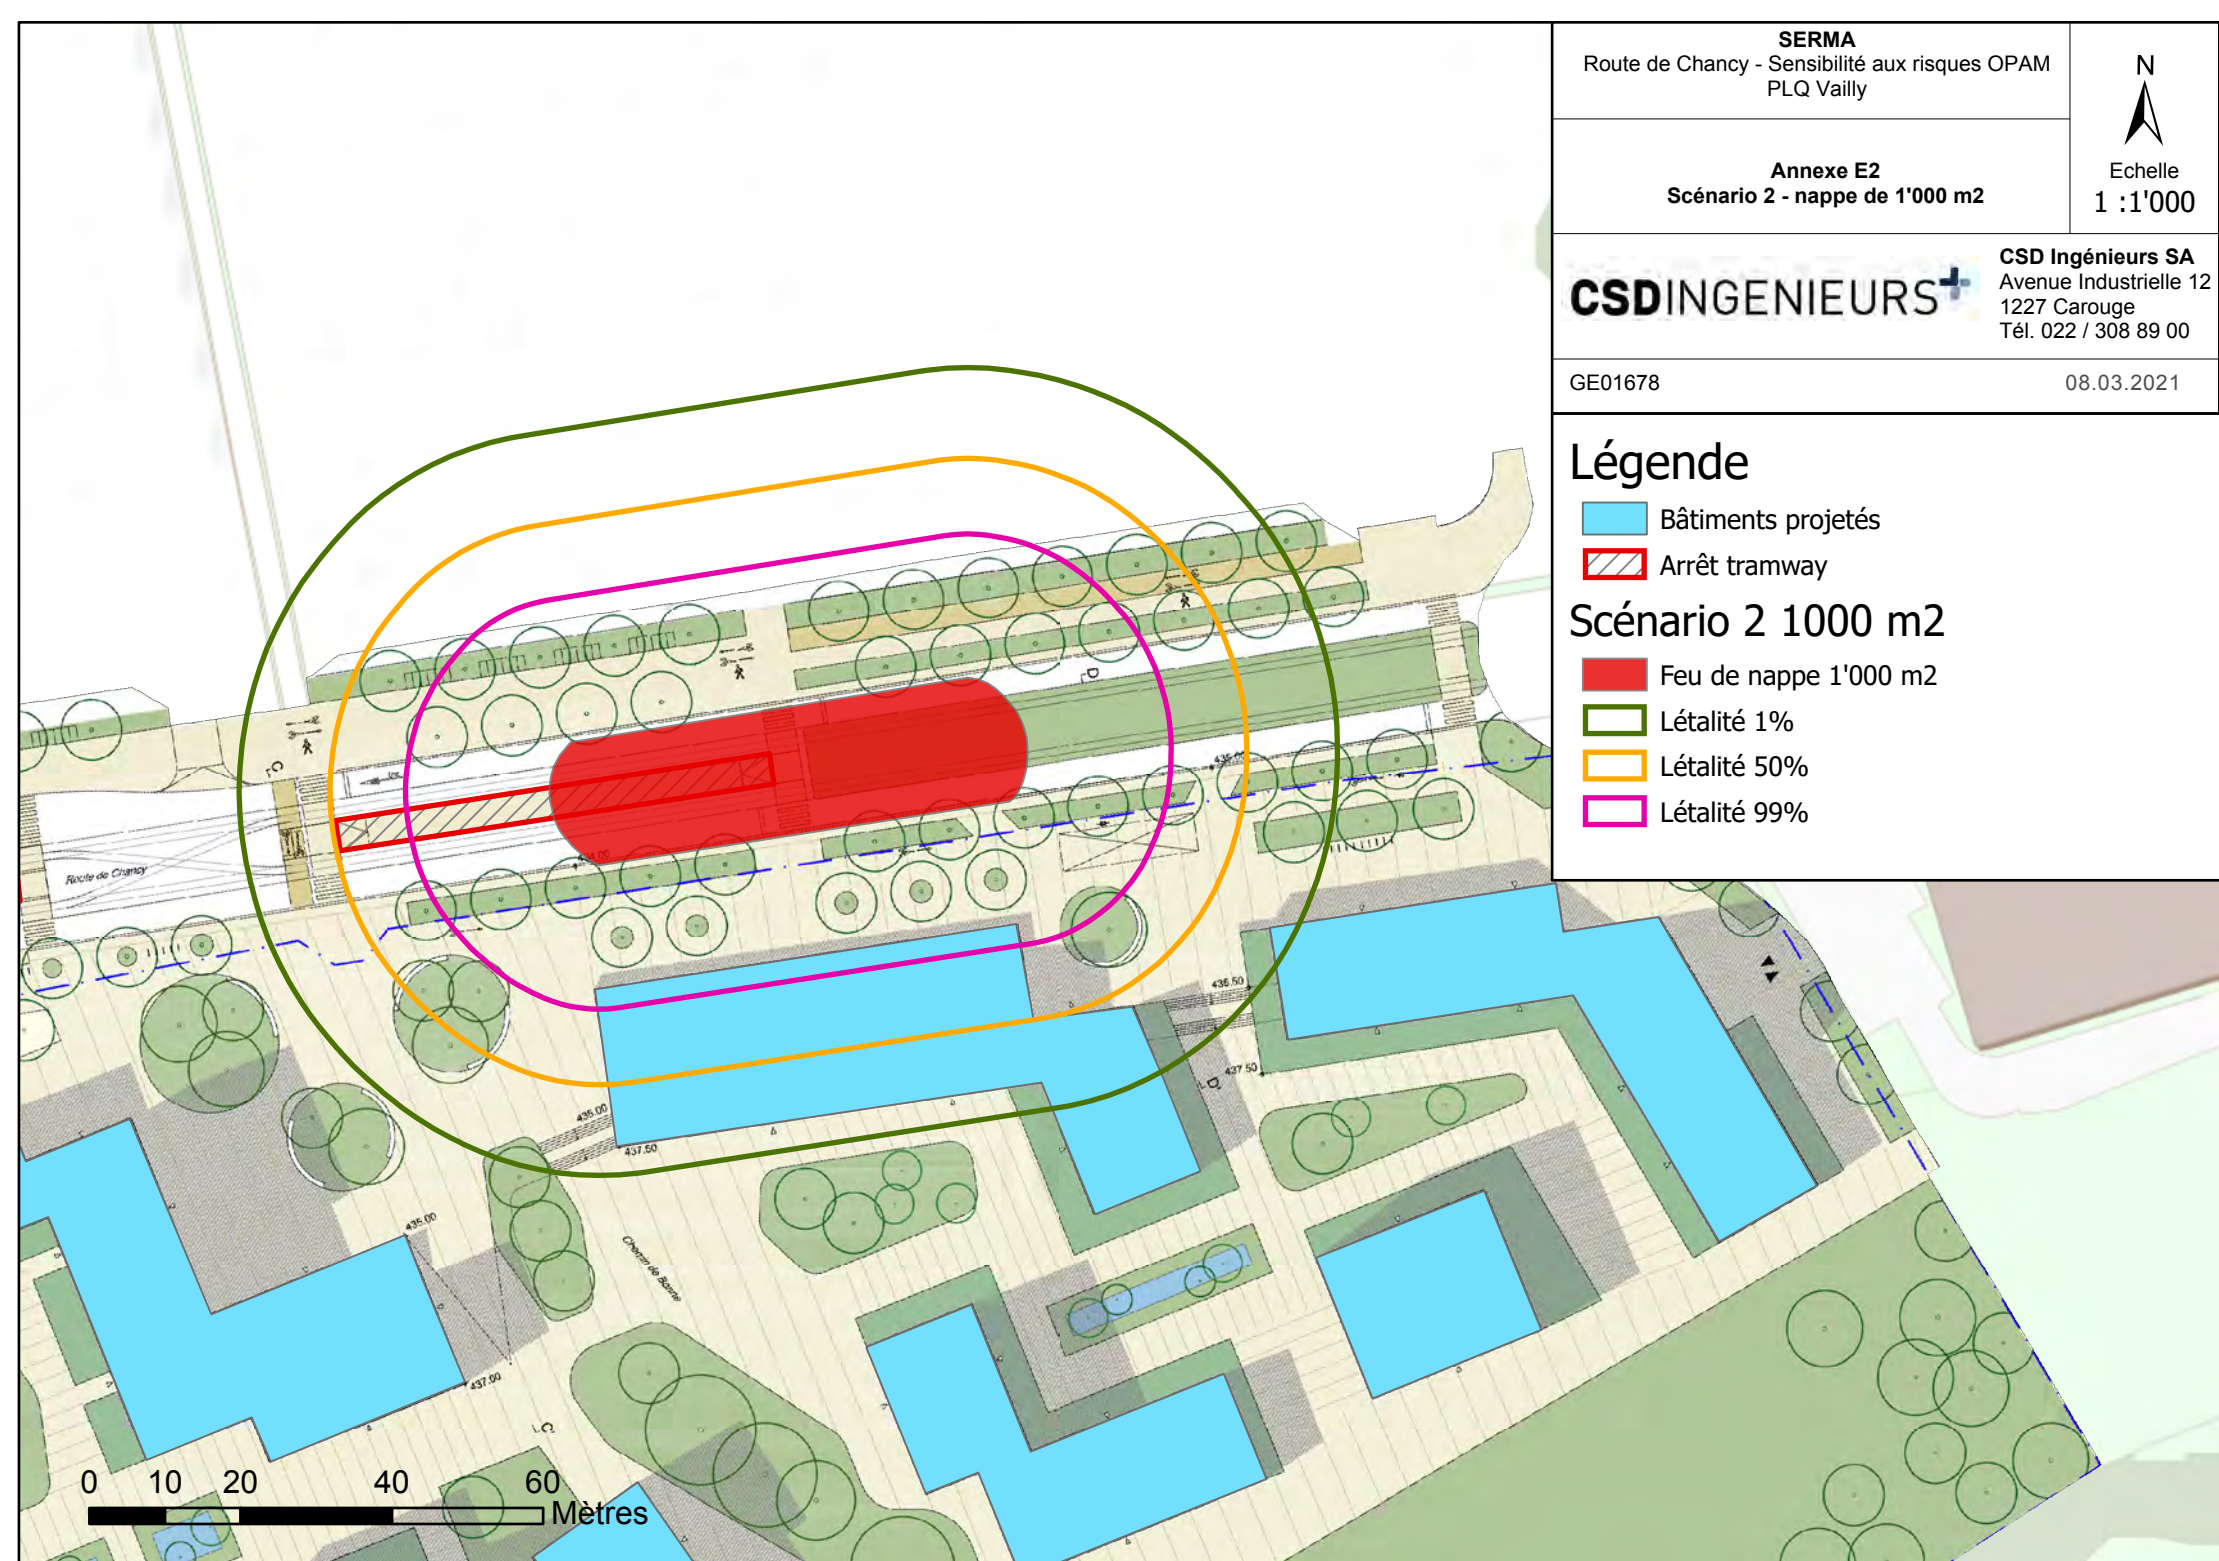 SERMA
Route de Chancy - Sensibilité aux risques OPAM
PLQ Vailly
N
Annexe E2
Scénario 2 - nappe de 1'000 m2
Echelle
1 :1'000
CSDINGENIEURS+
CSD Ingénieurs SA
Avenue Industrielle 12
1227 Carouge
Tél. 022 / 308 89 00
GE01678
08.03.2021
Légende
Bâtiments projetés
Arrêt tramway
Scénario 2 1000 m2
Feu de nappe 1'000 m2
Létalité 1%
Létalité 50%
Létalité 99%
D
C
435.00
Route de Chancy
435.50
437.50
D'
435.00
437.50
435.00
Chemin de Bonne
437.00
C'
0 10 20 40 60
Mètres